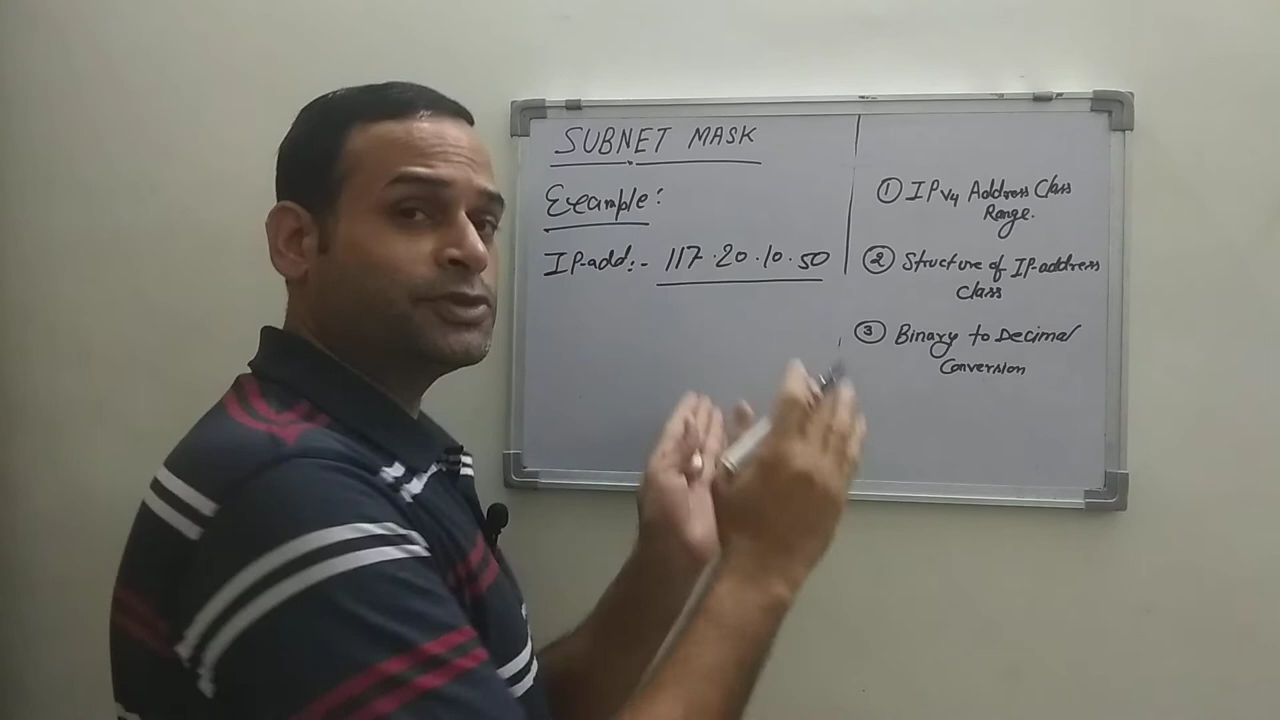 SUBNET MASK
Example:
IP-add:- 117.20.10.50
① IPv4 Address Class
Range.
② Structure of IP-address
Class
③ Binary to Decimal
Conversion